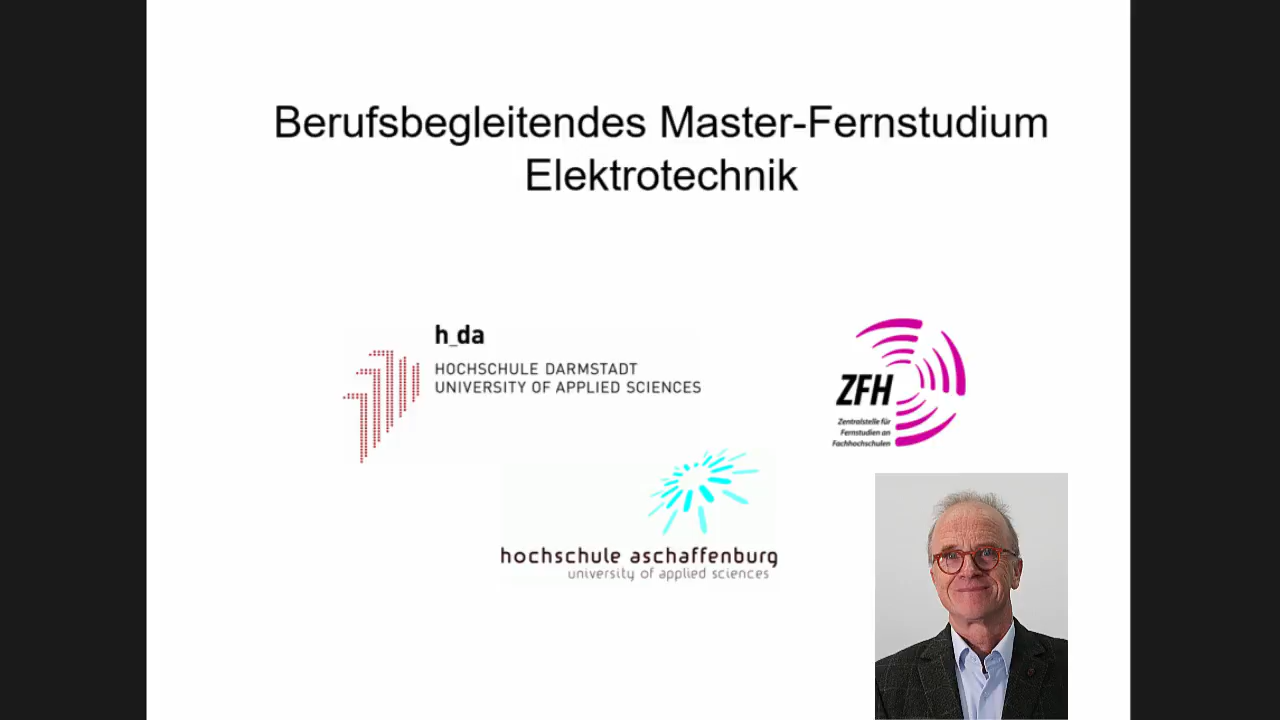 Berufsbegleitendes Master-Fernstudium
Elektrotechnik
h_da
HOCHSCHULE DARMSTADT
UNIVERSITY OF APPLIED SCIENCES
ZFH
Zentralstelle für
Fernstudien an
Fachhochschulen
hochschule aschaffenburg
university of applied sciences